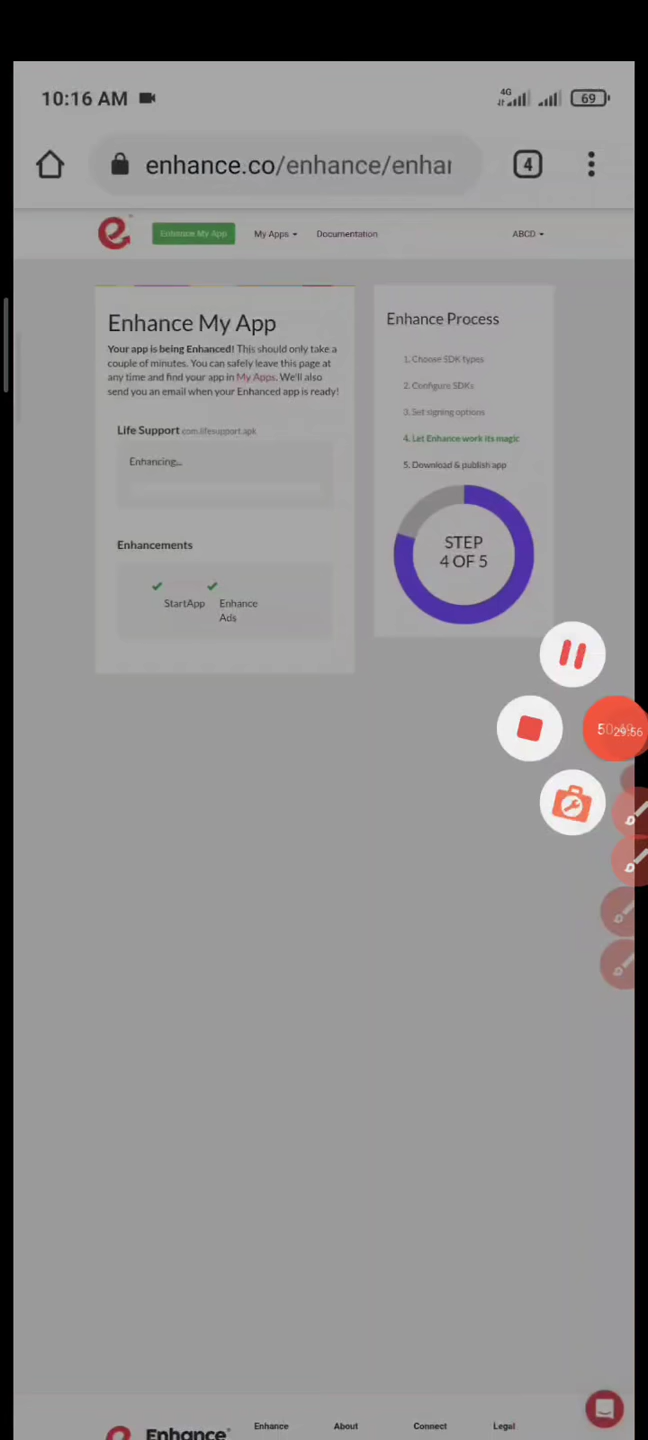 10:16 AM
4G
69
enhance.co/enhance/enhar
4
Enhance My App
My Apps
Documentation
ABCD
Enhance My App
Your app is being Enhanced! This should only take a
couple of minutes. You can safely leave this page at
any time and find your app in My Apps. We'll also
send you an email when your Enhanced app is ready!
Life Support com.lifesupport.apk
Enhancing...
Enhancements
StartApp
Enhance
Ads
Enhance Process
1. Choose SDK types
2. Configure SDKs
3. Set signing options
4. Let Enhance work its magic
5. Download & publish app
STEP
4 OF 5
Enhance
Enhance
About
Connect
Legal